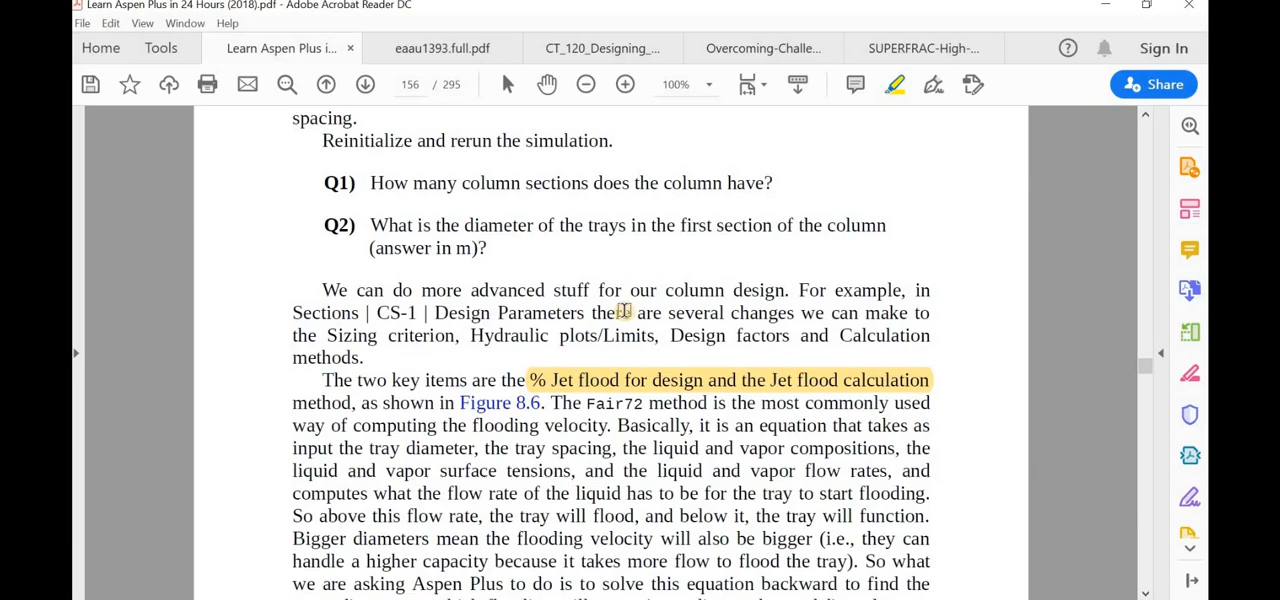 Learn Aspen Plus in 24 Hours (2018).pdf - Adobe Acrobat Reader DC
File Edit View Window Help
Home Tools Learn Aspen Plus i... × eaau1393.full.pdf CT_120_Designing_... Overcoming-Challe... SUPERFRAC-High-... Sign In
156 / 295 100% Share
spacing.
Reinitialize and rerun the simulation.
Q1) How many column sections does the column have?
Q2) What is the diameter of the trays in the first section of the column
(answer in m)?
We can do more advanced stuff for our column design. For example, in
Sections | CS-1 | Design Parameters there are several changes we can make to
the Sizing criterion, Hydraulic plots/Limits, Design factors and Calculation
methods.
The two key items are the % Jet flood for design and the Jet flood calculation
method, as shown in Figure 8.6. The Fair72 method is the most commonly used
way of computing the flooding velocity. Basically, it is an equation that takes as
input the tray diameter, the tray spacing, the liquid and vapor compositions, the
liquid and vapor surface tensions, and the liquid and vapor flow rates, and
computes what the flow rate of the liquid has to be for the tray to start flooding.
So above this flow rate, the tray will flood, and below it, the tray will function.
Bigger diameters mean the flooding velocity will also be bigger (i.e., they can
handle a higher capacity because it takes more flow to flood the tray). So what
we are asking Aspen Plus to do is to solve this equation backward to find the